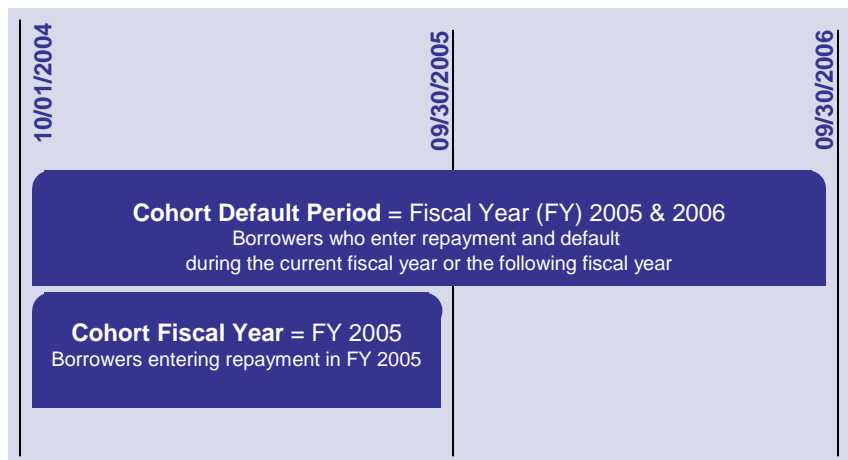 10/01/2004
09/30/2005
09/30/2006
Cohort Default Period = Fiscal Year (FY) 2005 & 2006
Borrowers who enter repayment and default
during the current fiscal year or the following fiscal year
Cohort Fiscal Year = FY 2005
Borrowers entering repayment in FY 2005